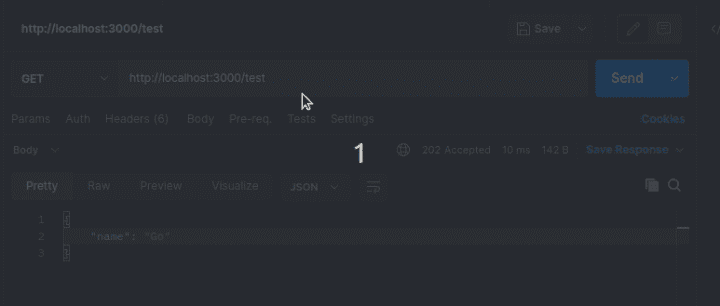 http://localhost:3000/test
Save
GET http://localhost:3000/test Send
Params Auth Headers (6) Body Pre-req. Tests Settings Cookies
Body 202 Accepted 10 ms 142 B Save Response
1
Pretty Raw Preview Visualize JSON
1 {
2 "name": "Go"
3 }